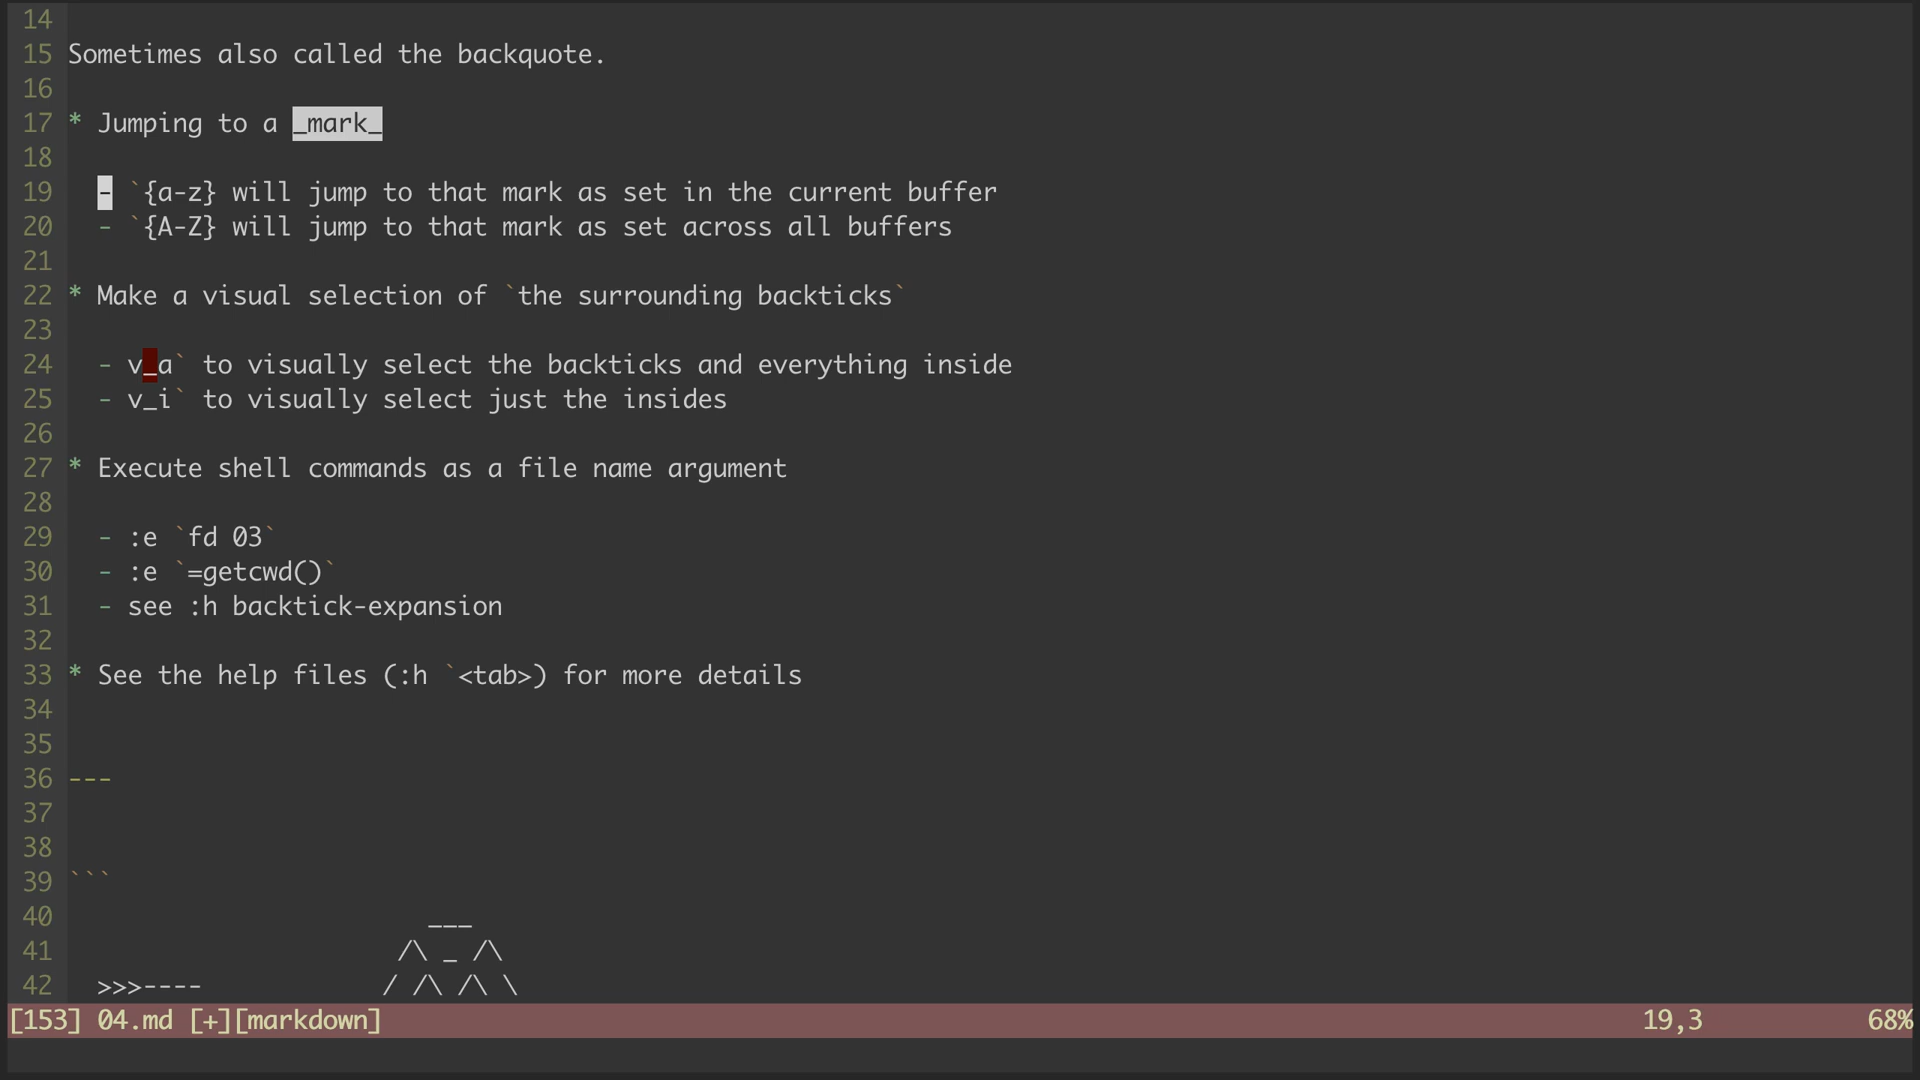 14
15 Sometimes also called the backquote.
16
17 * Jumping to a _mark_
18
19   - `{a-z} will jump to that mark as set in the current buffer
20   - `{A-Z} will jump to that mark as set across all buffers
21
22 * Make a visual selection of `the surrounding backticks`
23
24   - v_a` to visually select the backticks and everything inside
25   - v_i` to visually select just the insides
26
27 * Execute shell commands as a file name argument
28
29   - :e `fd 03`
30   - :e `=getcwd()`
31   - see :h backtick-expansion
32
33 * See the help files (:h `<tab>) for more details
34
35
36 ---
37
38
39 ```
40                         ___
41                       /\ _ /\
42   >>>----            / /\ /\ \
[153] 04.md [+][markdown] 19,3 68%